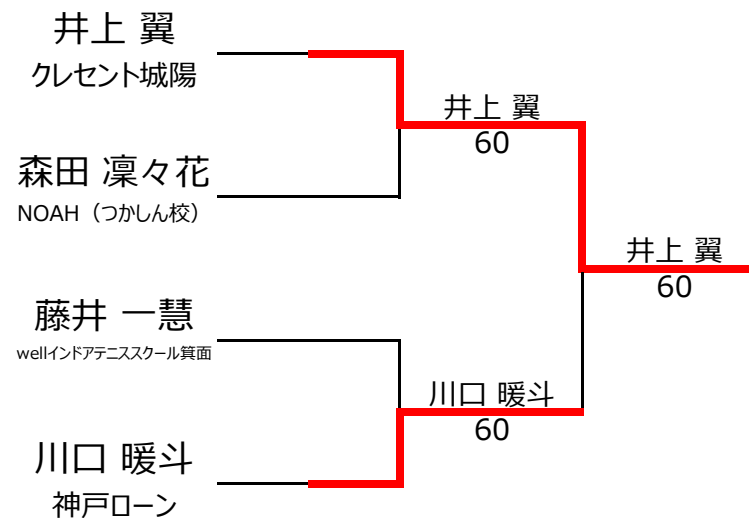 井上 翼
クレセント城陽
井上 翼
60
森田 凜々花
NOAH（つかしん校）
井上 翼
60
藤井 一慧
wellインドアテニススクール箕面
川口 暖斗
60
川口 暖斗
神戸ローン